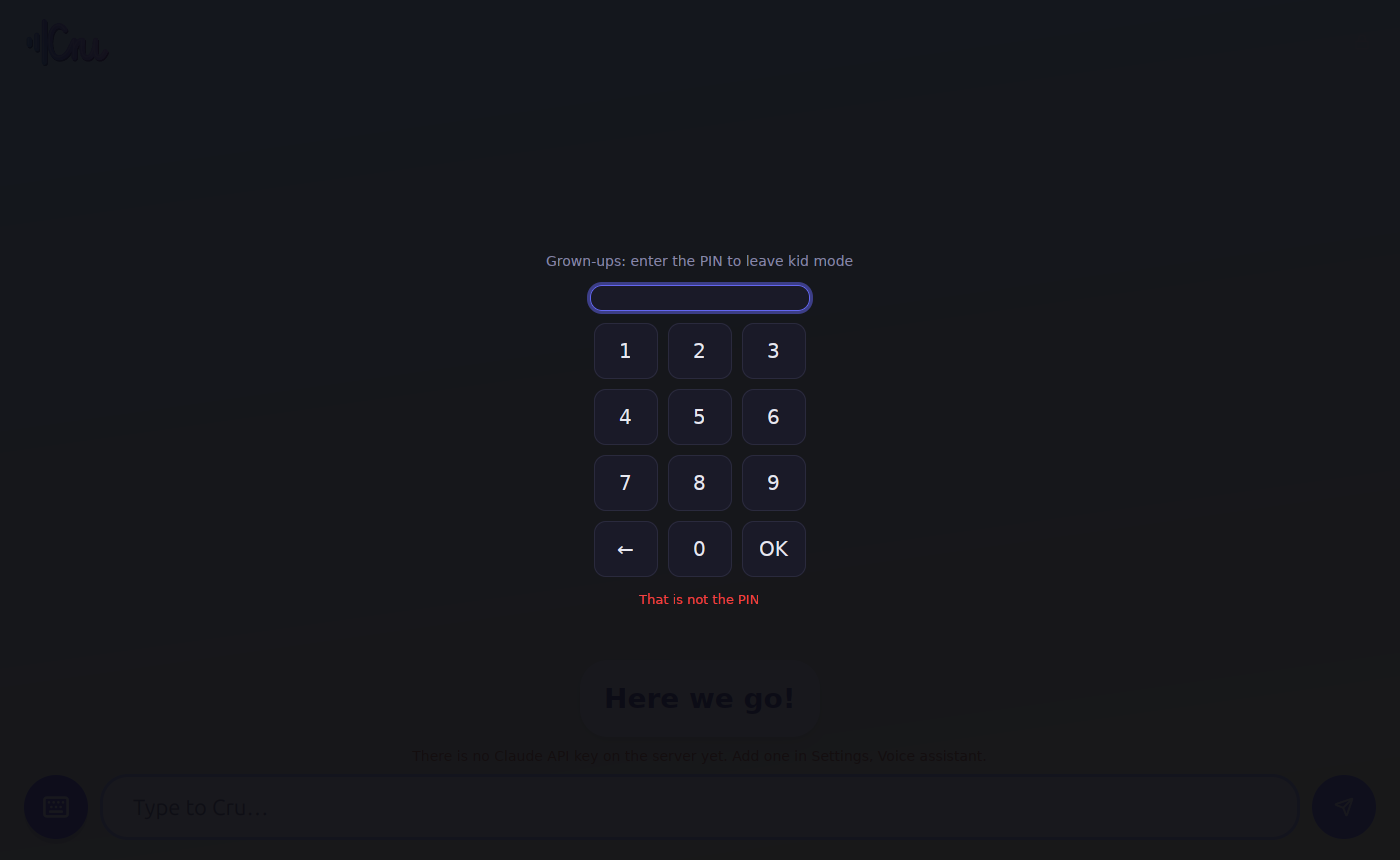 Cru
Grown-ups: enter the PIN to leave kid mode
1 2 3
4 5 6
7 8 9
← 0 OK
That is not the PIN
Here we go!
There is no Claude API key on the server yet. Add one in Settings, Voice assistant
Type to Cru...